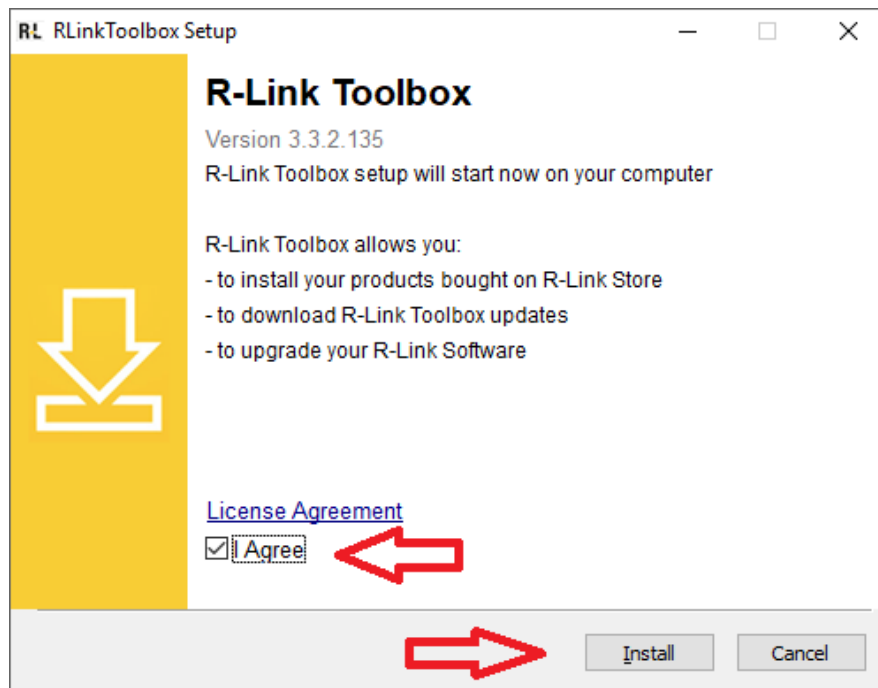 RL RLinkToolbox Setup
R-Link Toolbox
Version 3.3.2.135
R-Link Toolbox setup will start now on your computer
R-Link Toolbox allows you:
- to install your products bought on R-Link Store
- to download R-Link Toolbox updates
- to upgrade your R-Link Software
License Agreement
I Agree
Install Cancel